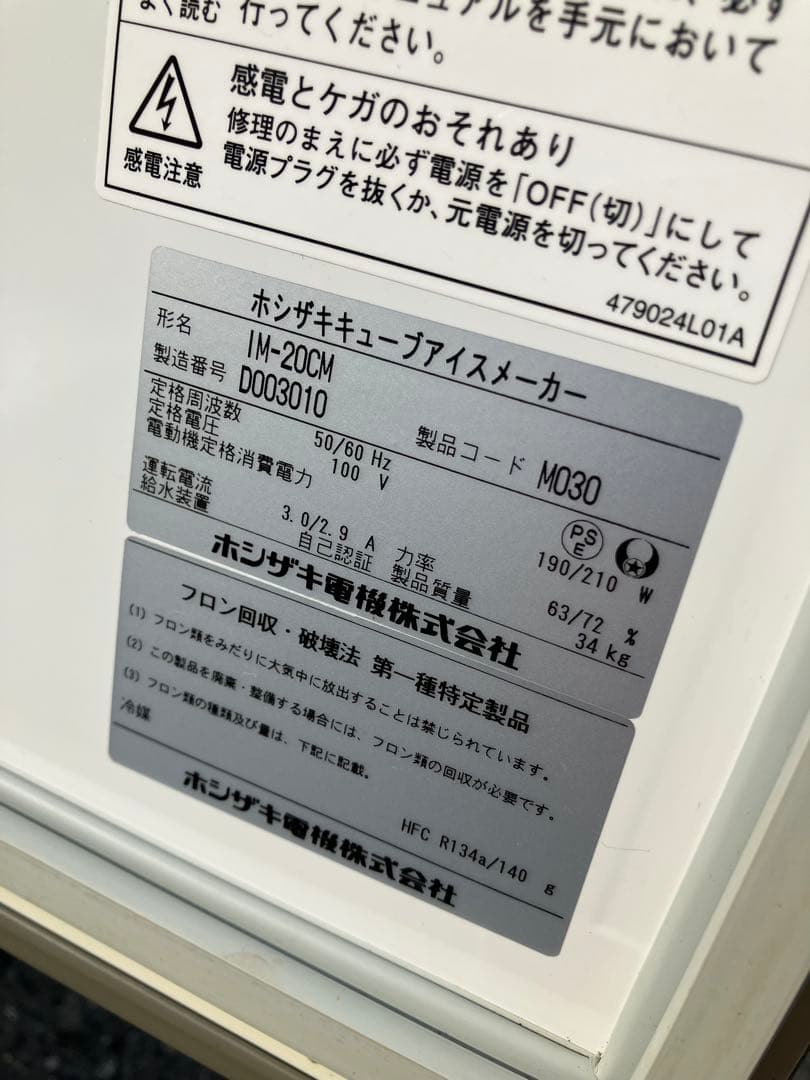 よく読む
行ってください。
ュアルを手元において
感電とケガのおそれあり
修理のまえに必ず電源を「OFF(切)」にして
電源プラグを抜くか、元電源を切ってください。
感電注意
479024L01A
ホシザキキューブアイスメーカー
形名 IM-20CM
製造番号 D003010 製品コード M030
定格周波数 50/60 Hz
定格電圧 100 V
電動機定格消費電力 190/210 W
PS
E
運転電流 3.0/2.9 A 力率 63/72 %
給水装置 自己認証 製品質量 34 kg
ホシザキ電機株式会社
フロン回収・破壊法 第一種特定製品
(1) フロン類をみだりに大気中に放出することは禁じられています。
(2) この製品を廃棄・整備する場合には、フロン類の回収が必要です。
(3) フロン類の種類及び量は、下記に記載。
冷媒 HFC R134a/140 g
ホシザキ電機株式会社